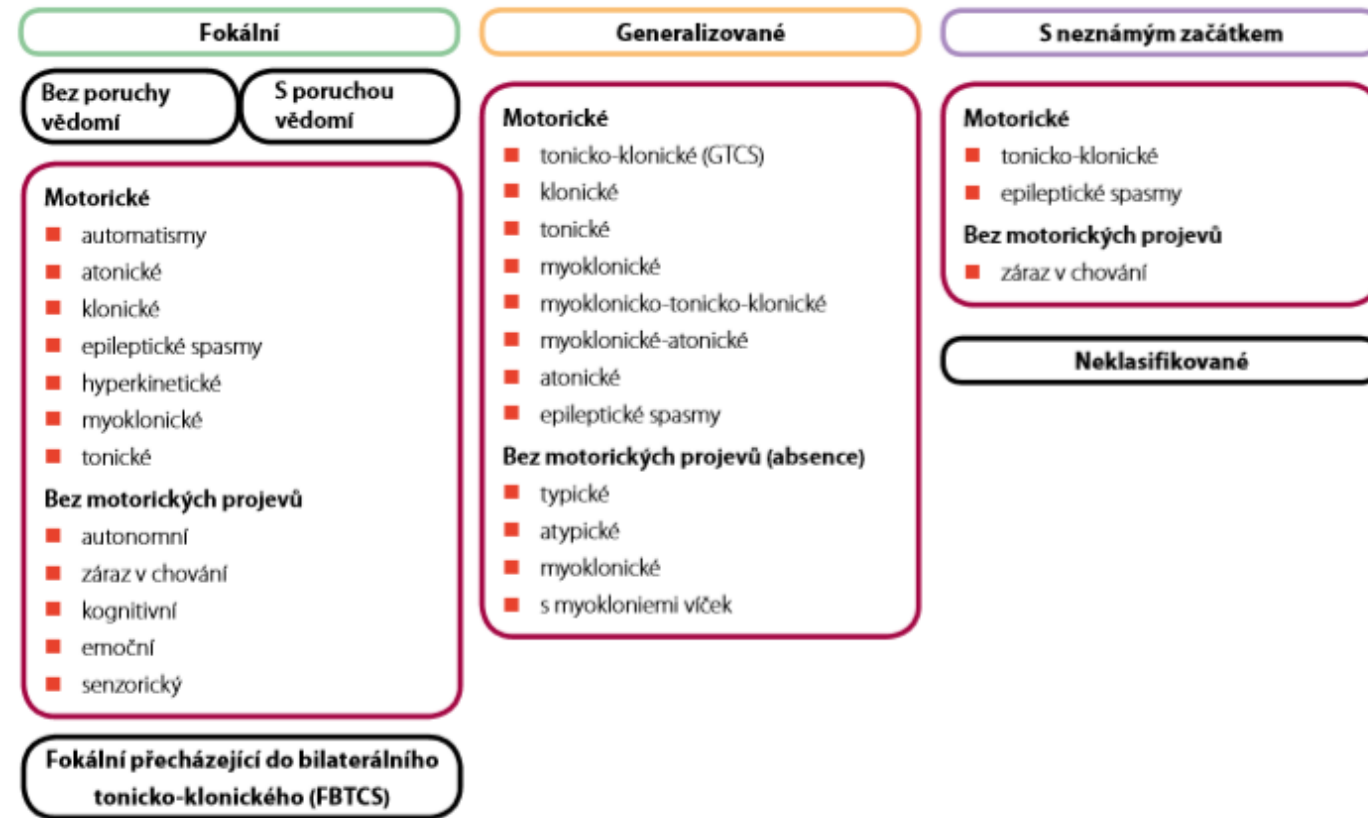 Fokální
Bez poruchy
vědomí
S poruchou
vědomí
Motorické
automatismy
atonické
klonické
epileptické spasmy
hyperkinetické
myoklonické
tonické
Bez motorických projevů
autonomní
záraz v chování
kognitivní
emoční
senzorický
Fokální přecházející do bilaterálního
tonicko-klonického (FBTCS)
Generalizované
Motorické
tonicko-klonické (GTCS)
klonické
tonické
myoklonické
myoklonicko-tonicko-klonické
myoklonické-atonické
atonické
epileptické spasmy
Bez motorických projevů (absence)
typické
atypické
myoklonické
s myokloniemi víček
S neznámým začátkem
Motorické
tonicko-klonické
epileptické spasmy
Bez motorických projevů
záraz v chování
Neklasifikované